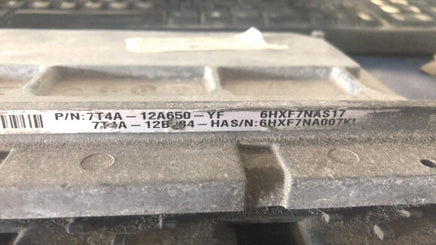 P/N:7T4A-12A650-YF 6HXF7NAS17
7T4A-12B684-HAS/N:6HXF7NA007KL